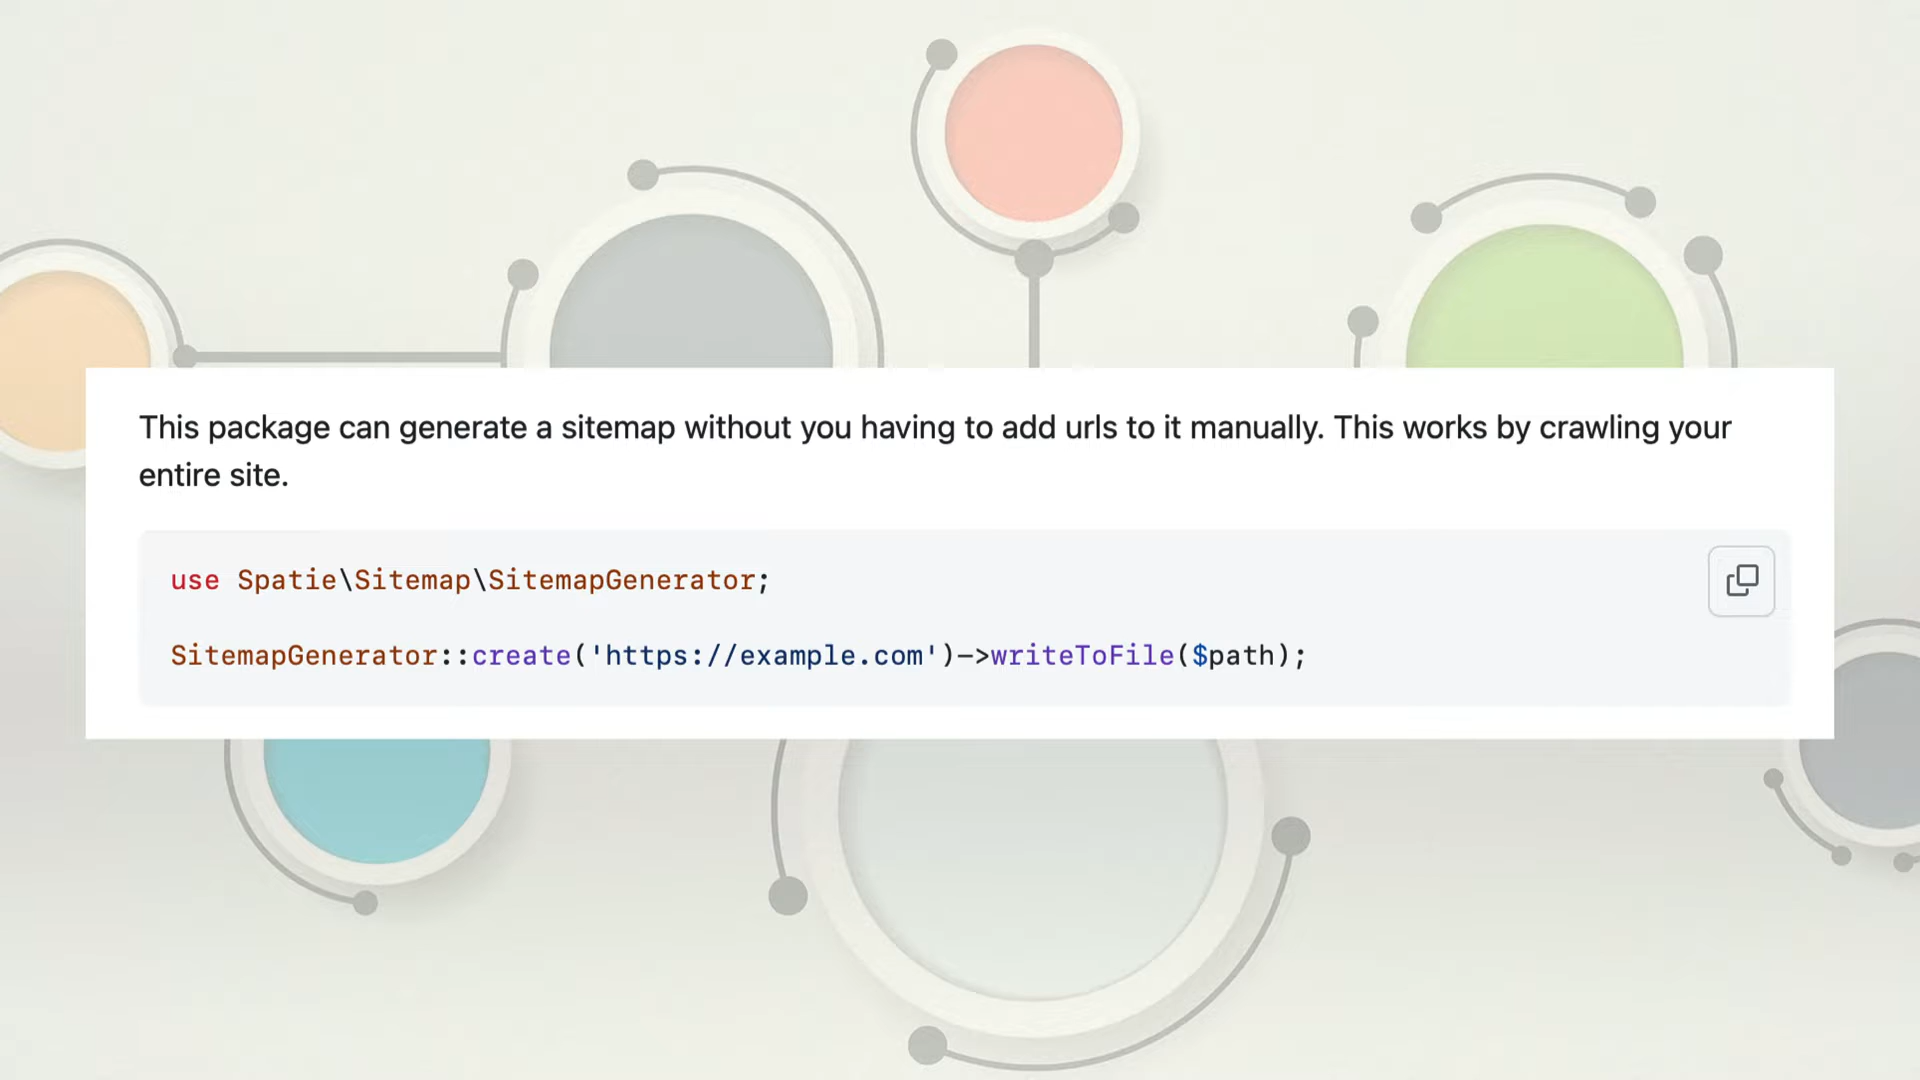 This package can generate a sitemap without you having to add urls to it manually. This works by crawling your
entire site.
use Spatie\Sitemap\SitemapGenerator;
SitemapGenerator::create('https://example.com')->writeToFile($path);